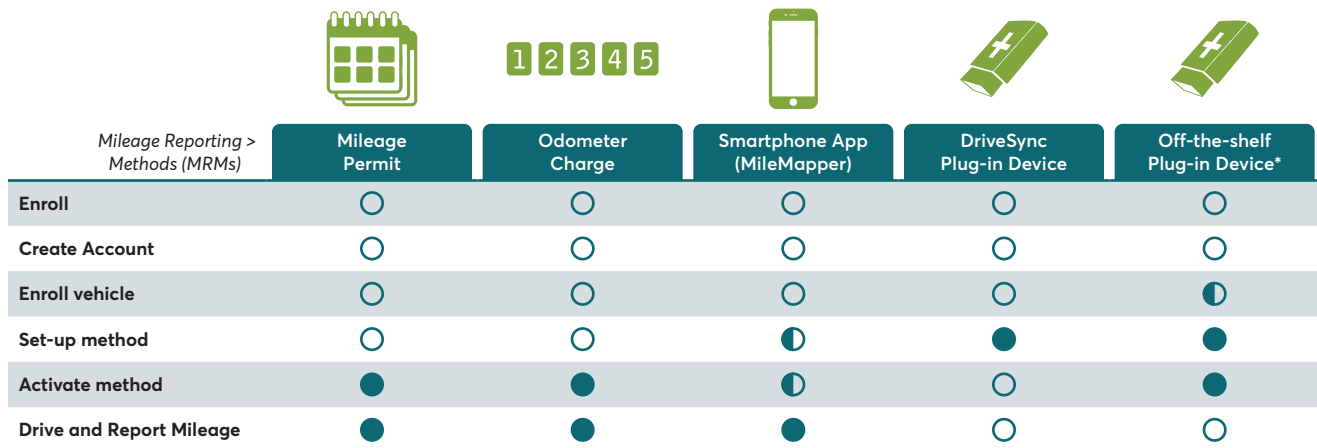 1 2 3 4 5
Mileage Reporting >
Methods (MRMs)
Mileage
Permit
Odometer
Charge
Smartphone App
(MileMapper)
DriveSync
Plug-in Device
Off-the-shelf
Plug-in Device*
Enroll
Create Account
Enroll vehicle
Set-up method
Activate method
Drive and Report Mileage